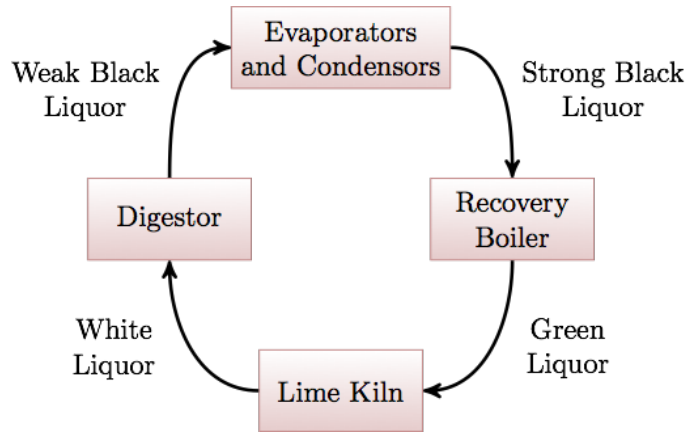 Evaporators
and Condensors
Weak Black
Liquor
Strong Black
Liquor
Digestor
Recovery
Boiler
White
Liquor
Green
Liquor
Lime Kiln